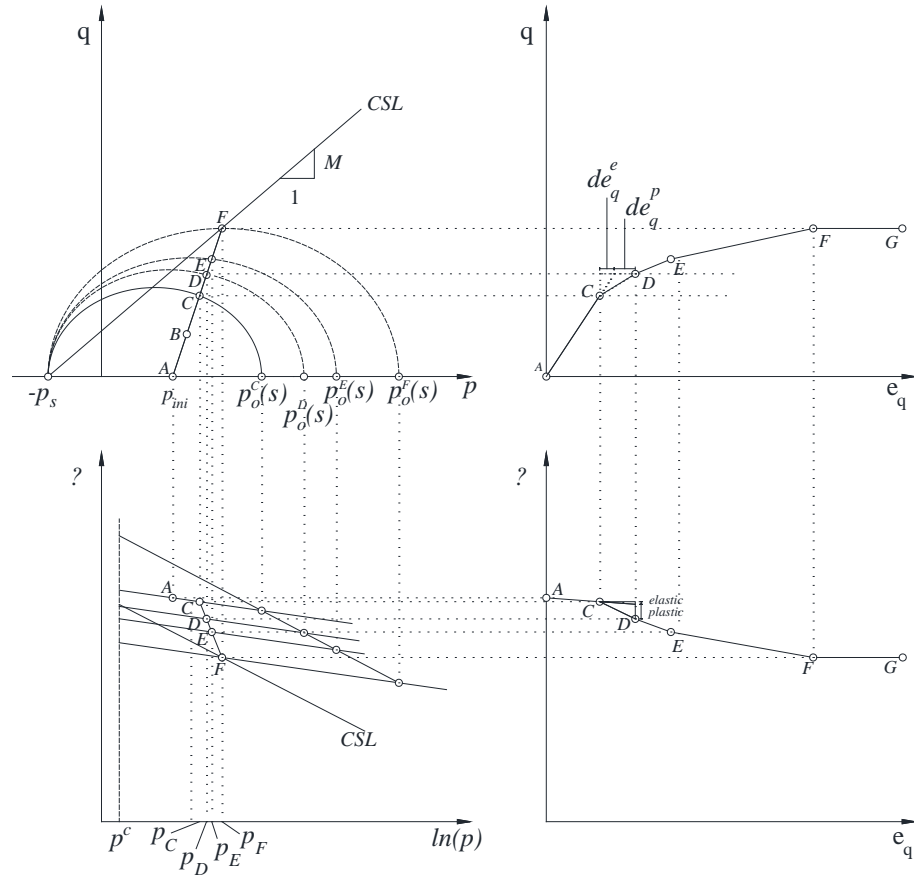 q
CSL
M
1
F
E
D
C
B
A
-p_s
p_ini
p_o^C(s)
p_o^D(s)
p_o^E(s)
p_o^F(s)
p
q
de_q^e
de_q^p
C
D
E
F
G
A
e_q
?
A
C
D
E
F
CSL
p^c
p_C
p_D
p_E
p_F
ln(p)
?
A
C
D
elastic
plastic
E
F
G
e_q